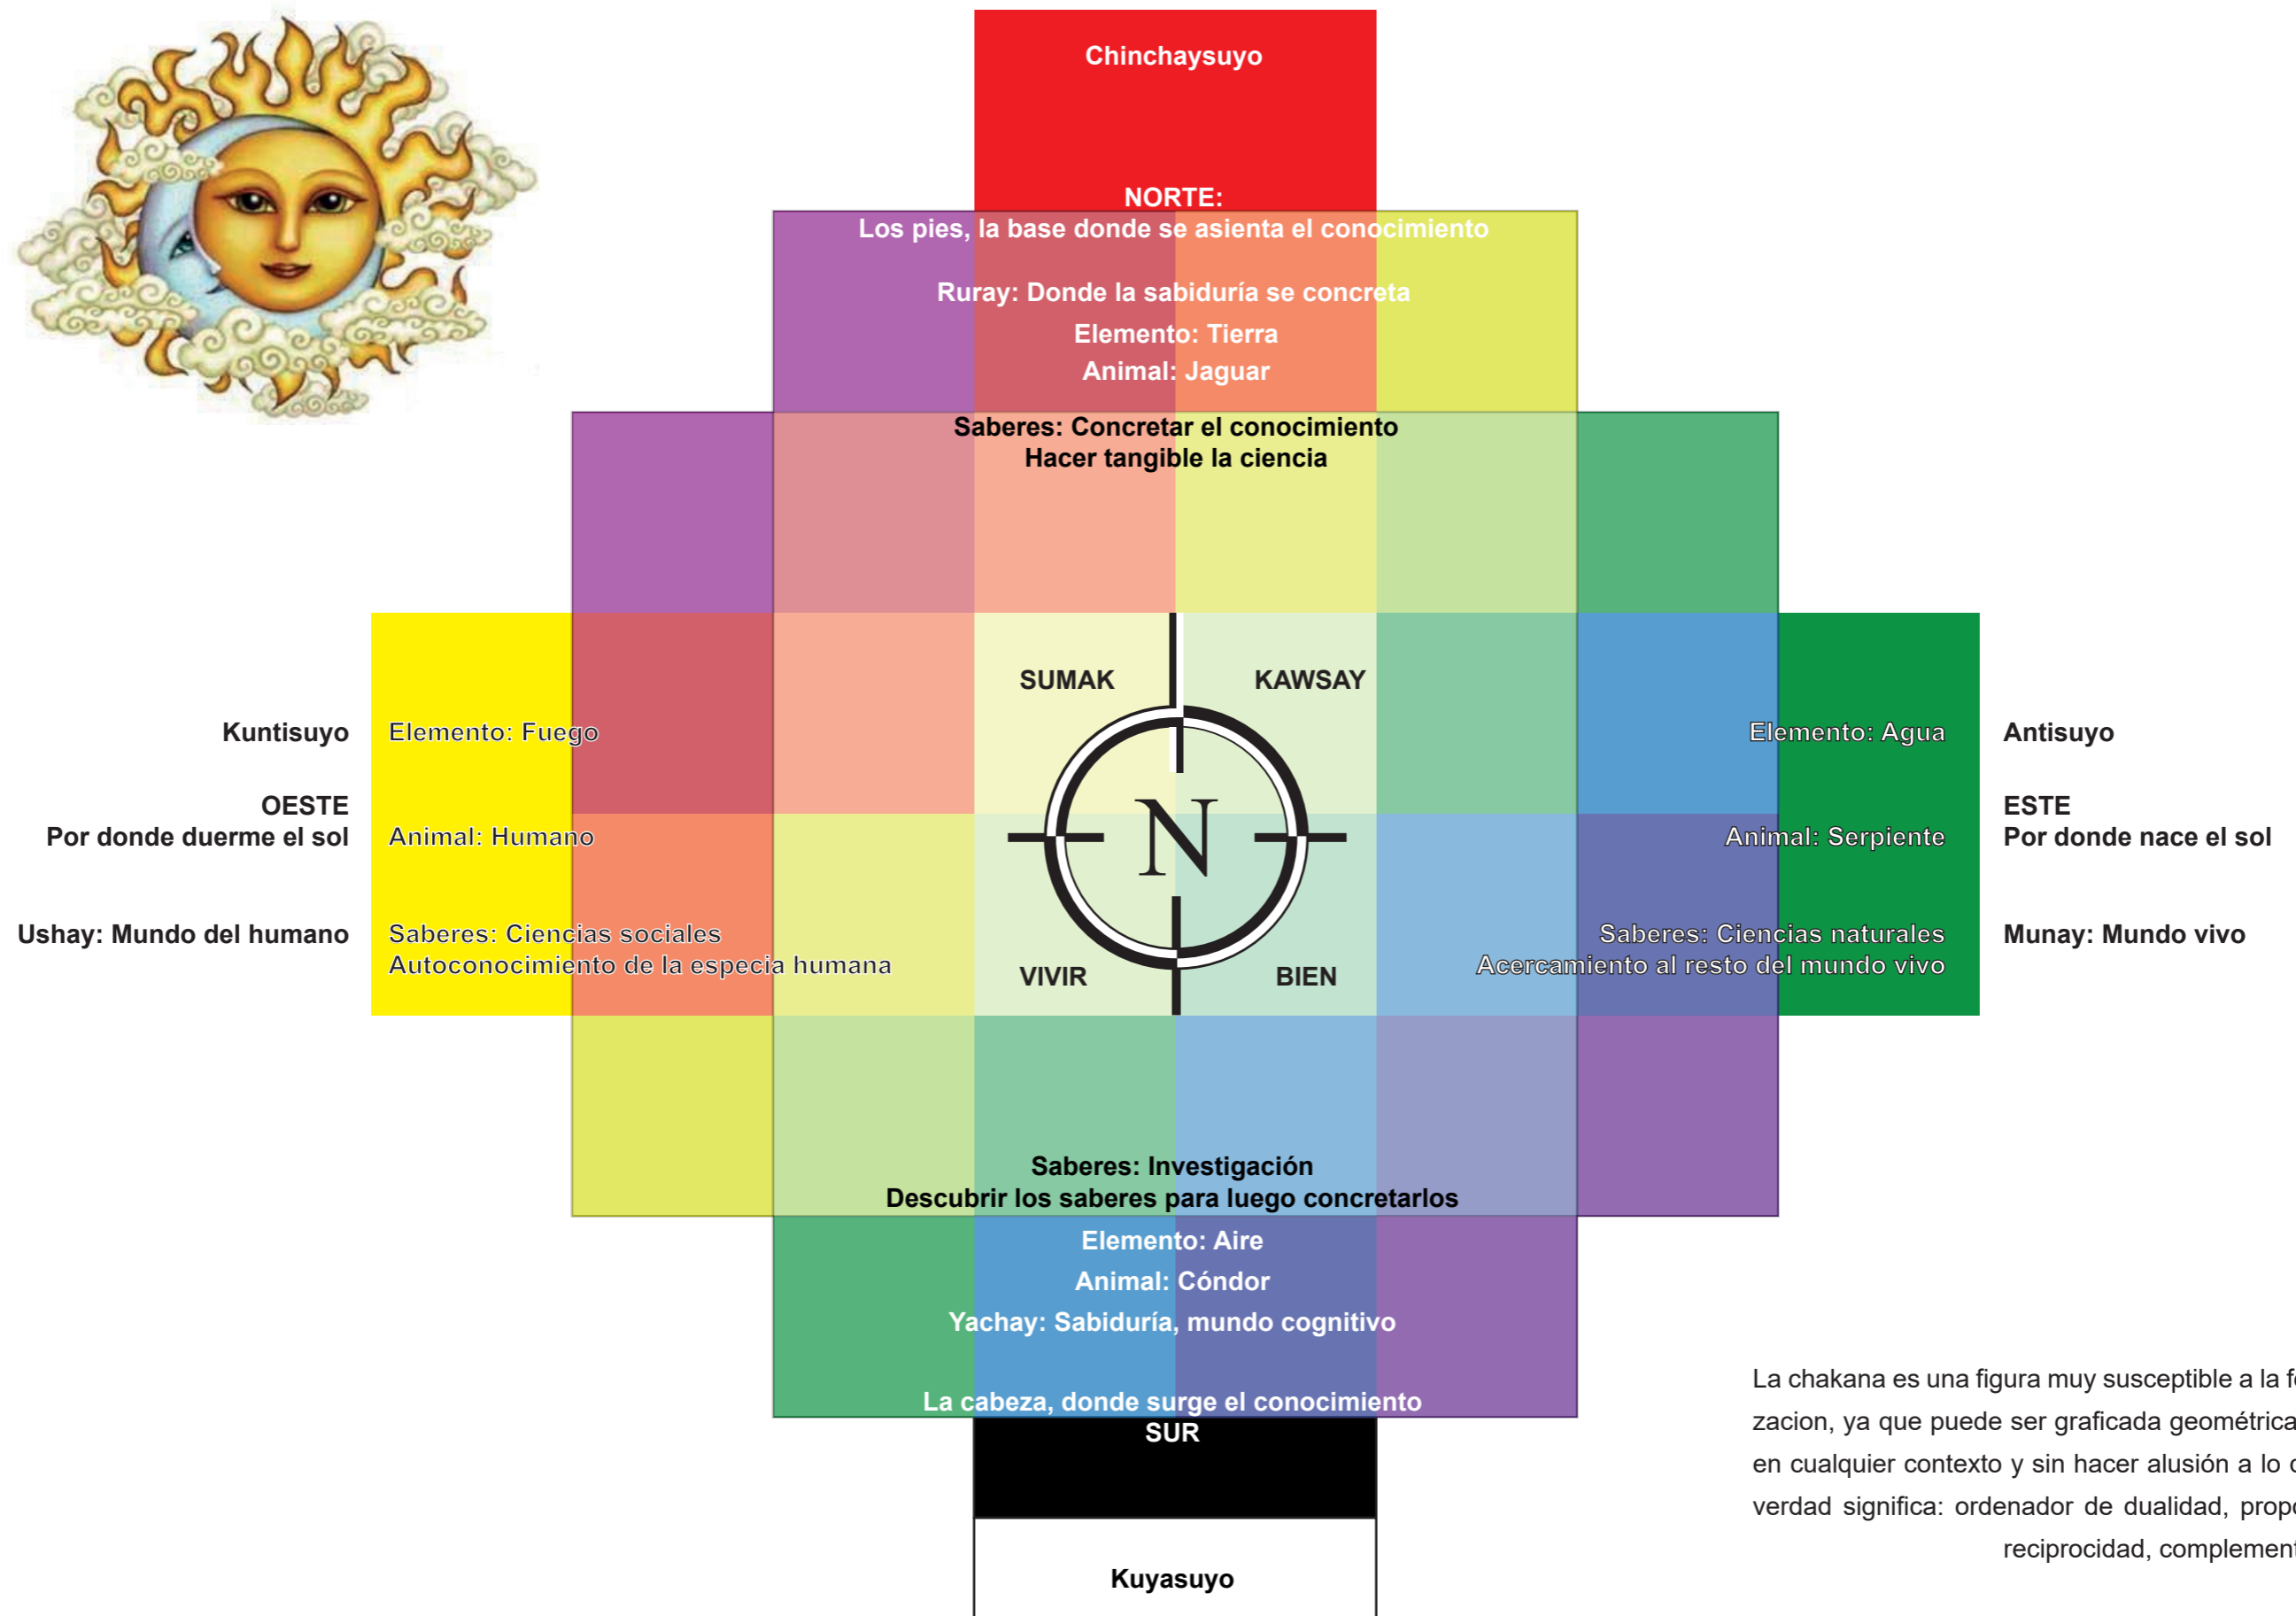 Chinchaysuyo
NORTE:
Los pies, la base donde se asienta el conocimiento
Ruray: Donde la sabiduría se concreta
Elemento: Tierra
Animal: Jaguar
Saberes: Concretar el conocimiento
Hacer tangible la ciencia
SUMAK KAWSAY
Kuntisuyo
OESTE
Por donde duerme el sol
Ushay: Mundo del humano
Elemento: Fuego
Animal: Humano
Saberes: Ciencias sociales
Autoconocimiento de la especia humana
N
VIVIR BIEN
Elemento: Agua
Animal: Serpiente
Saberes: Ciencias naturales
Acercamiento al resto del mundo vivo
Antisuyo
ESTE
Por donde nace el sol
Munay: Mundo vivo
Saberes: Investigación
Descubrir los saberes para luego concretarlos
Elemento: Aire
Animal: Cóndor
Yachay: Sabiduría, mundo cognitivo
La cabeza, donde surge el conocimiento
SUR
Kuyasuyo
La chakana es una figura muy susceptible a la
zacion, ya que puede ser graficada
en cualquier contexto y sin hacer alusión a lo
verdad significa: ordenador de dualidad,
reciprocidad,